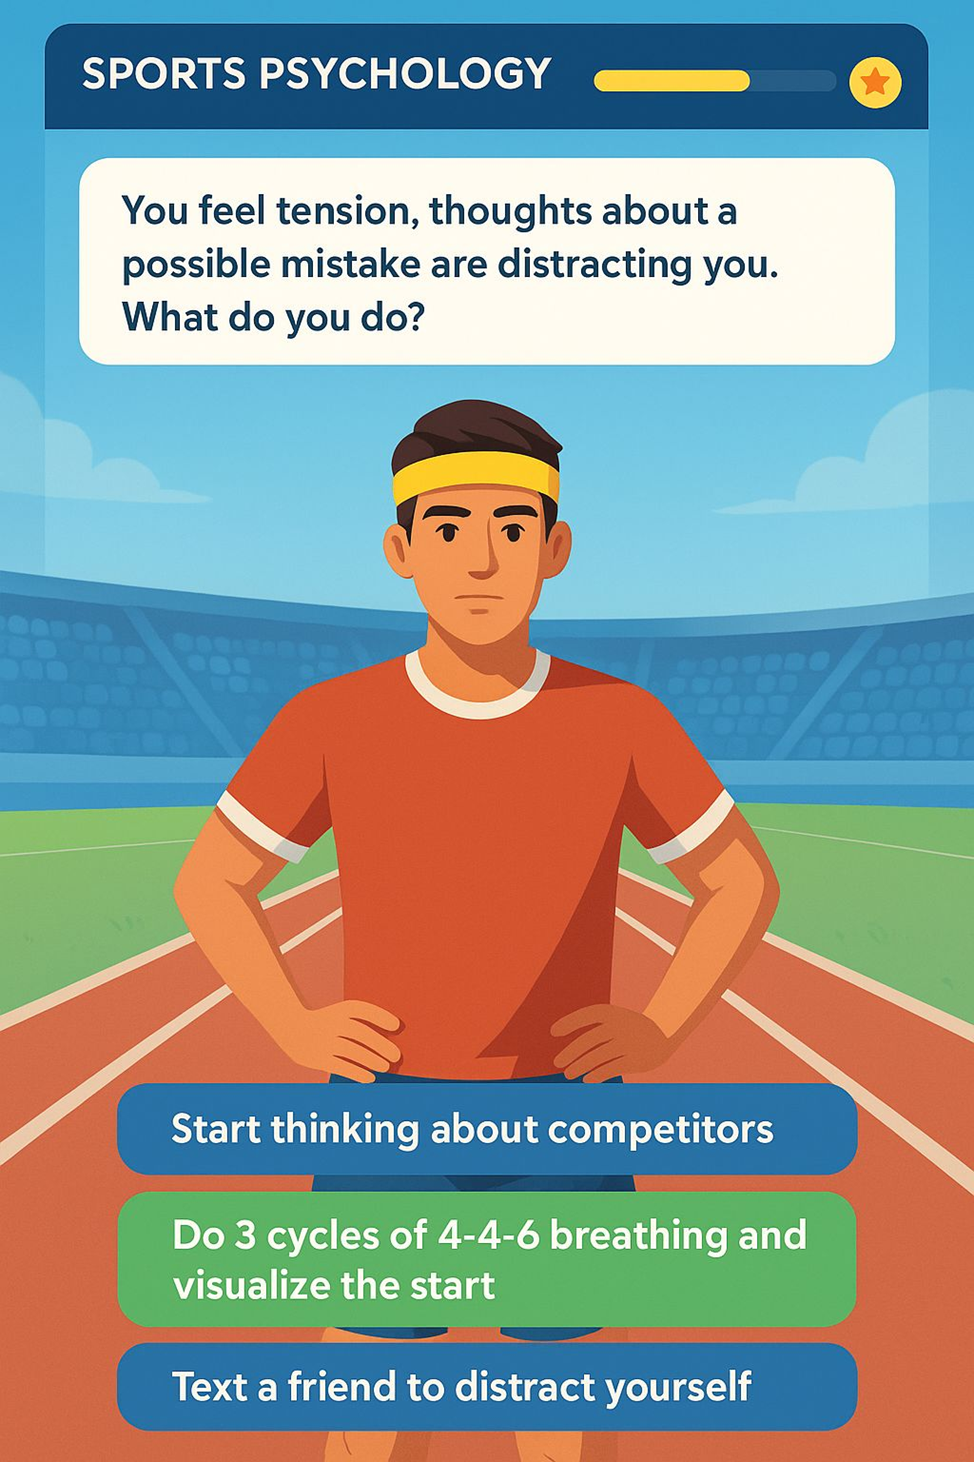 SPORTS PSYCHOLOGY
You feel tension, thoughts about a
possible mistake are distracting you.
What do you do?
Start thinking about competitors
Do 3 cycles of 4-4-6 breathing and
visualize the start
Text a friend to distract yourself